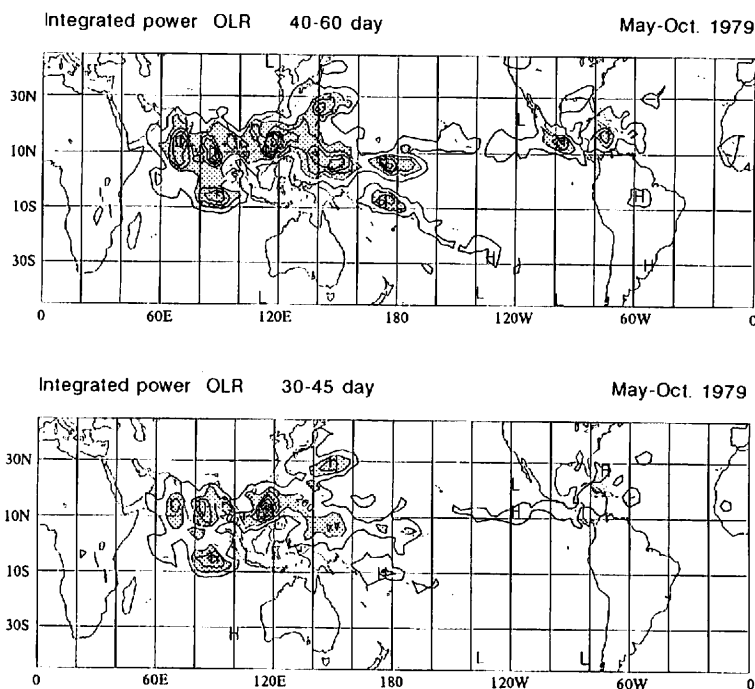 Integrated power OLR 40-60 day May-Oct. 1979
L
30N
L
10N
10S
H
30S
H H
L L L
0 60E 120E 180 120W 60W 0
Integrated power OLR 30-45 day May-Oct. 1979
30N
H H
L
10N
H
10S
30S
H
L L
0 60E 120E 180 120W 60W 0